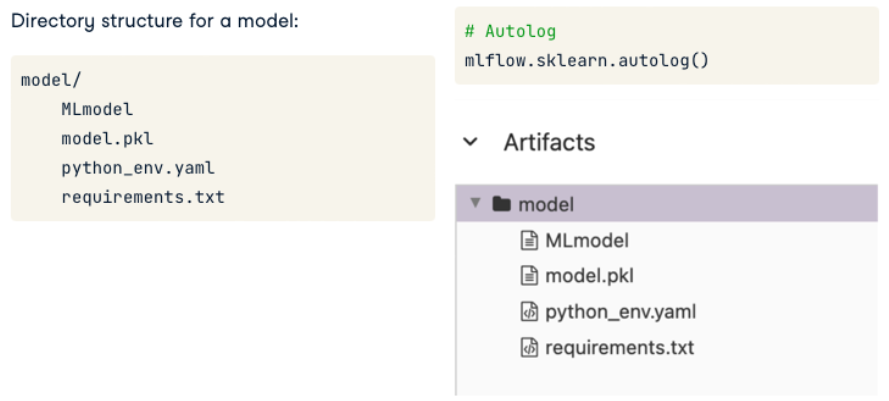 Directory structure for a model:
model/
MLmodel
model.pkl
python_env.yaml
requirements.txt
# Autolog
mlflow.sklearn.autolog()
Artifacts
model
MLmodel
model.pkl
python_env.yaml
requirements.txt